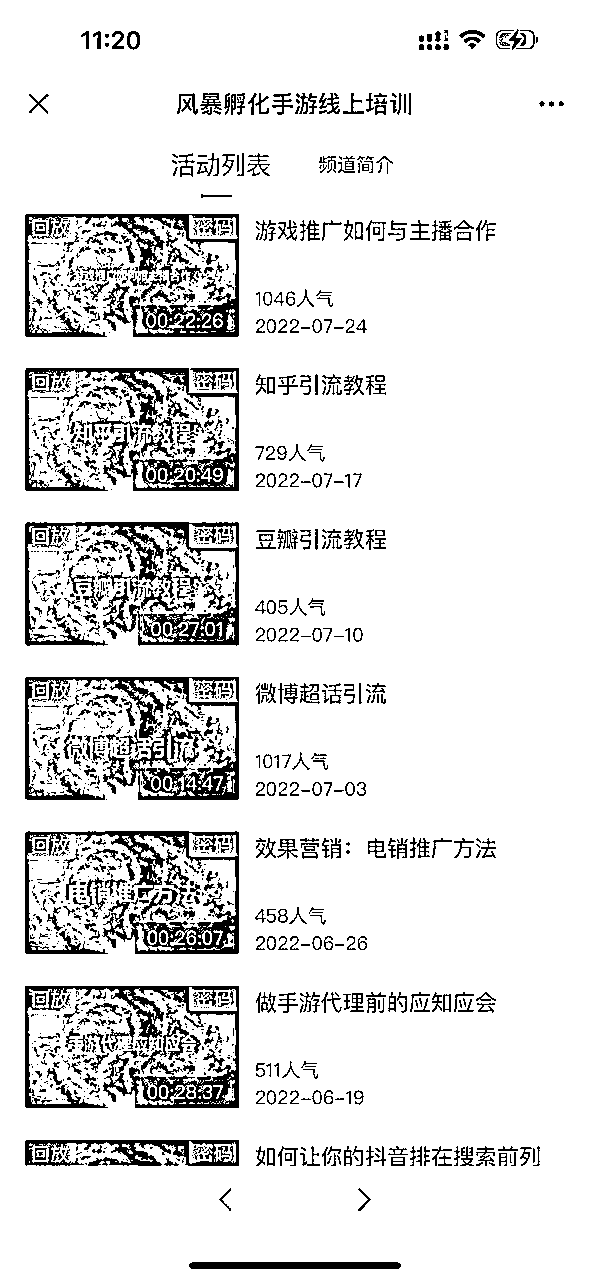 11:20
风暴孵化手游线上培训
活动列表 频道简介
回放 密码
游戏推广如何与主播合作
00:22:26
1046人气
2022-07-24
回放 密码
知乎引流教程
知乎引流教程
00:20:49
729人气
2022-07-17
回放 密码
豆瓣引流教程
豆瓣引流教程
00:27:01
405人气
2022-07-10
回放 密码
微博超话引流
微博超话引流
00:14:47
1017人气
2022-07-03
回放 密码
效果营销：电销推广方法
电销推广方法
00:26:07
458人气
2022-06-26
回放 密码
做手游代理前的应知应会
手游代理应知应会
00:28:37
511人气
2022-06-19
回放 密码
如何让你的抖音排在搜索前列